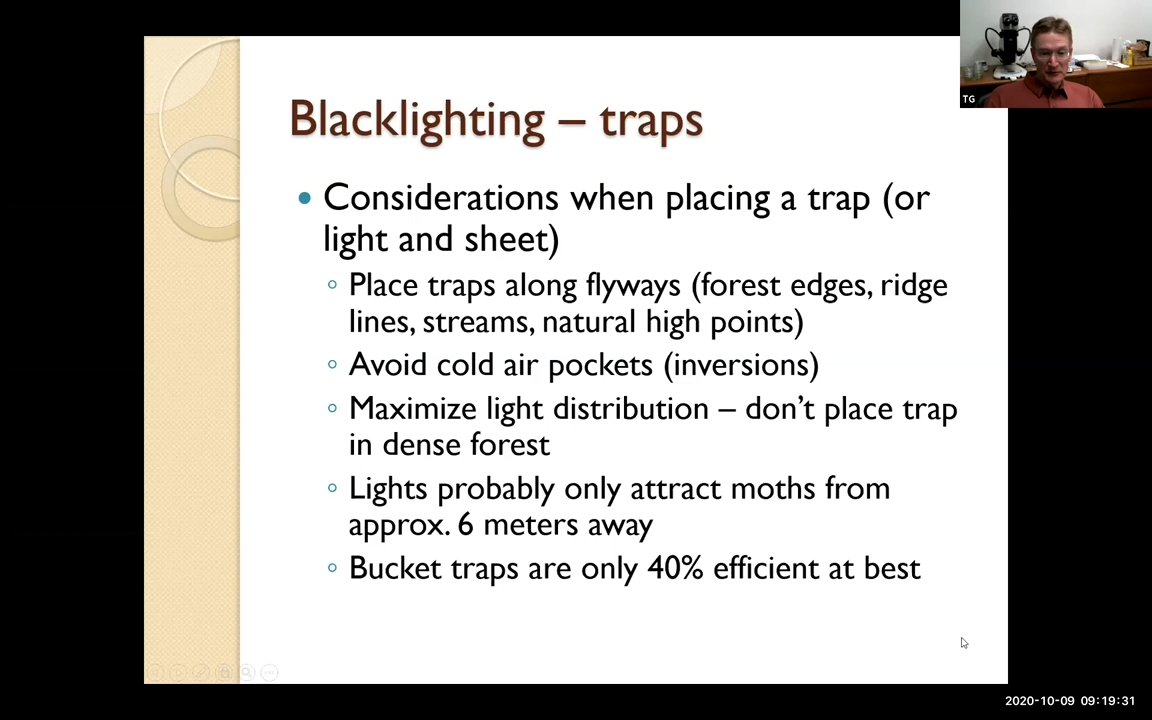 TG
Blacklighting – traps
Considerations when placing a trap (or
light and sheet)
Place traps along flyways (forest edges, ridge
lines, streams, natural high points)
Avoid cold air pockets (inversions)
Maximize light distribution – don’t place trap
in dense forest
Lights probably only attract moths from
approx. 6 meters away
Bucket traps are only 40% efficient at best
2020-10-09 09:19:31